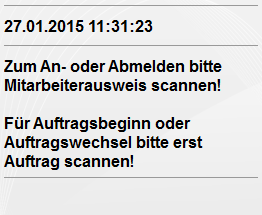 27.01.2015 11:31:23
Zum An- oder Abmelden bitte
Mitarbeiterausweis scannen!
Für Auftragsbeginn oder
Auftragswechsel bitte erst
Auftrag scannen!